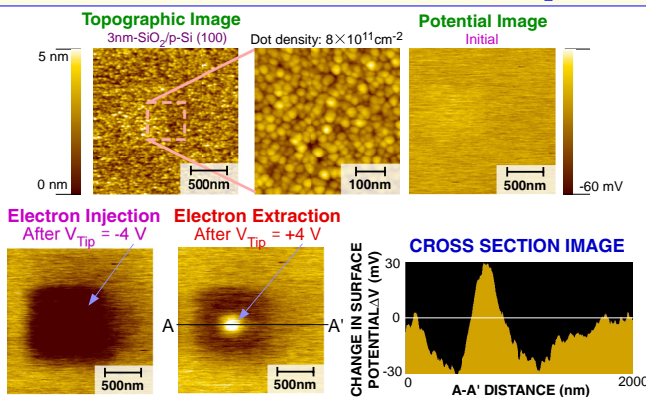 Topographic Image
3nm-SiO2/p-Si (100)
Dot density: 8×10¹¹cm⁻²
Potential Image
Initial
5 nm
0 nm
500nm
100nm
500nm
-60 mV
Electron Injection
After VTip = -4 V
500nm
Electron Extraction
After VTip = +4 V
A
A'
500nm
CROSS SECTION IMAGE
CHANGE IN SURFACE
POTENTIAL△V (mV)
30
0
-30
0
2000
A-A' DISTANCE (nm)